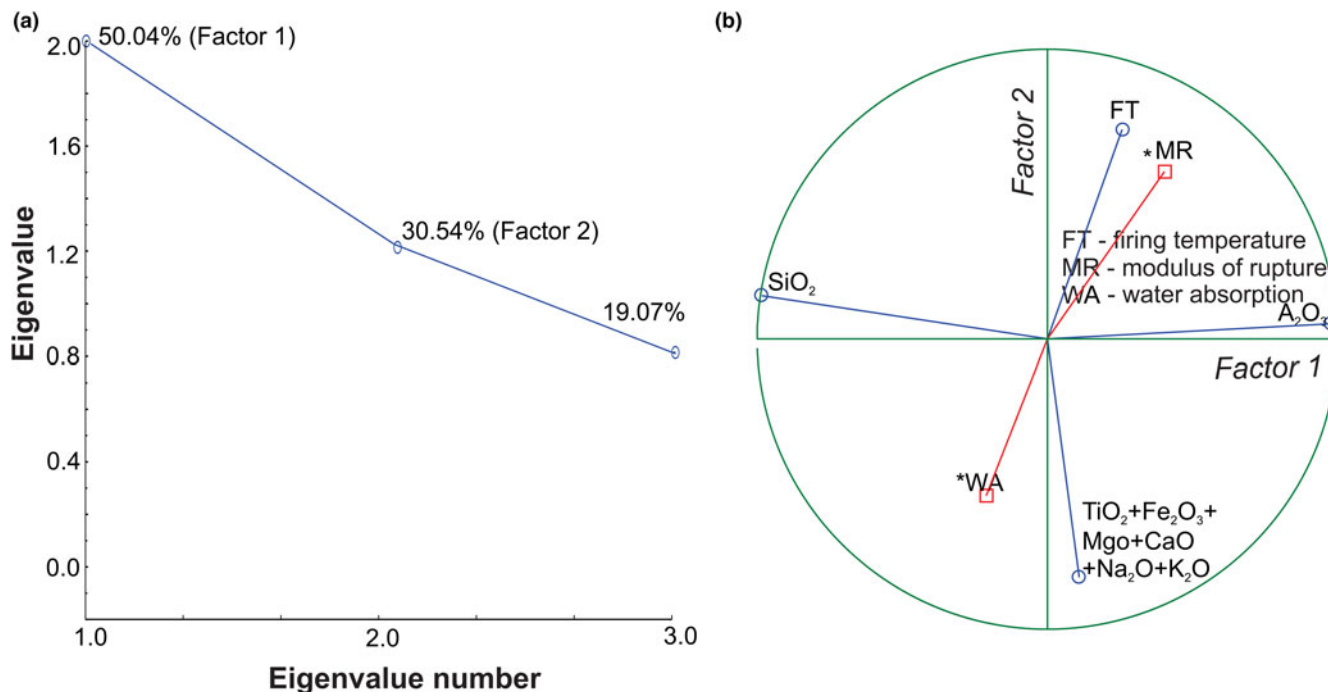 (a)
50.04% (Factor 1)
30.54% (Factor 2)
19.07%
Eigenvalue
2.0
1.6
1.2
0.8
0.4
0.0
1.0
2.0
3.0
Eigenvalue number
(b)
Factor 2
FT
*MR
FT - firing temperature
MR - modulus of rupture
WA - water absorption
SiO₂
A₂O₃
Factor 1
*WA
TiO₂+Fe₂O₃+
Mgo+CaO
+Na₂O+K₂O